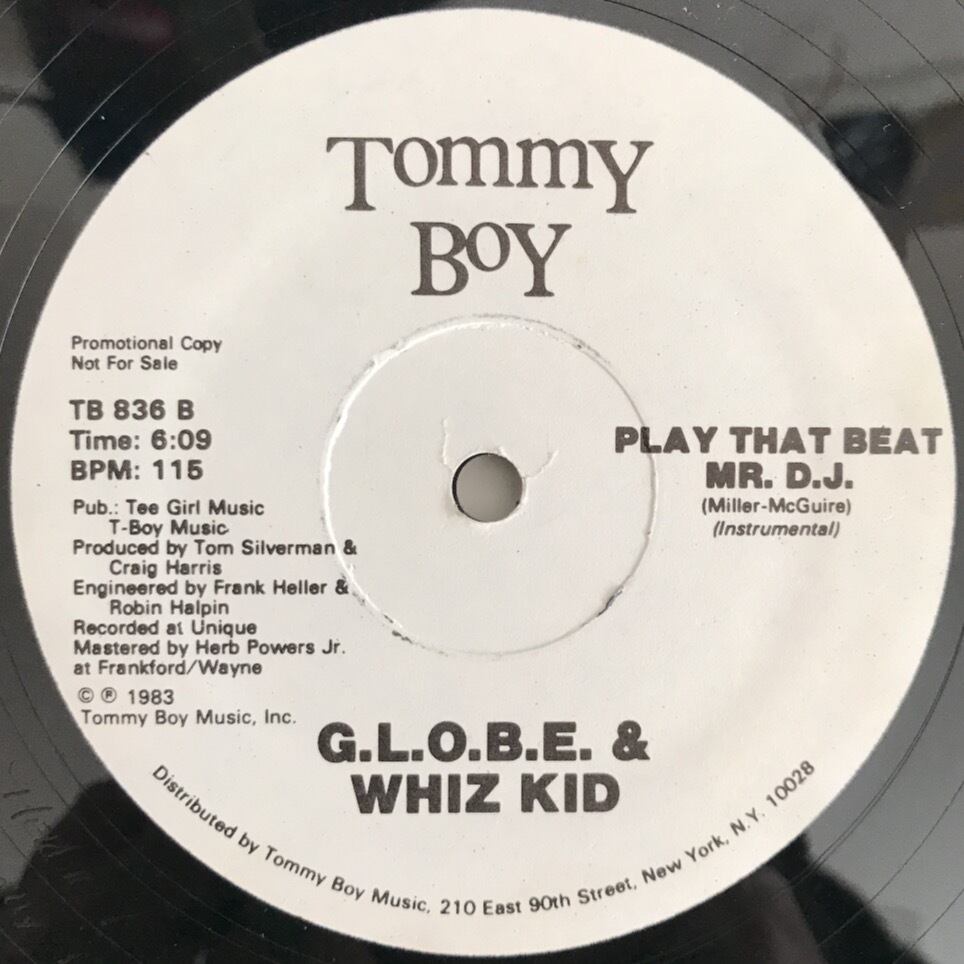 Tommy
Boy
Promotional Copy
Not For Sale
TB 836 B
Time: 6:09
BPM: 115
Pub.: Tee Girl Music
T-Boy Music
Produced by Tom Silverman &
Craig Harris
Engineered by Frank Heller &
Robin Halpin
Recorded at Unique
Mastered by Herb Powers Jr.
at Frankford/Wayne
© ℗ 1983
Tommy Boy Music, Inc.
PLAY THAT BEAT
MR. D.J.
(Miller-McGuire)
(Instrumental)
G.L.O.B.E. &
WHIZ KID
Distributed by Tommy Boy Music, 210 East 90th Street, New York, N.Y. 10028